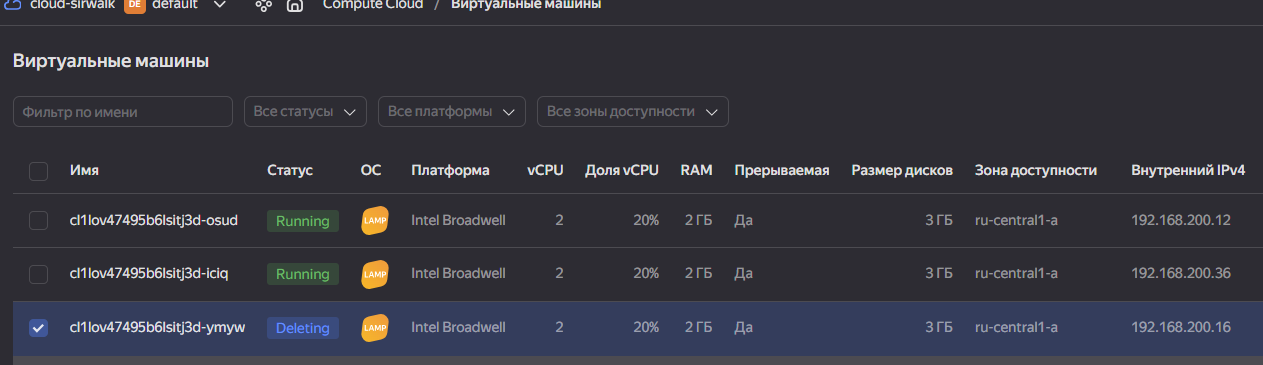 cloud-sirwalk DE default Compute Cloud / Виртуальные машины
Виртуальные машины
Фильтр по имени Все статусы Все платформы Все зоны доступности
Имя Статус ОС Платформа vCPU Доля vCPU RAM Прерываемая Размер дисков Зона доступности Внутренний IPv4
cl1lov47495b6lsitj3d-osud Running LAMP Intel Broadwell 2 20% 2 ГБ Да 3 ГБ ru-central1-a 192.168.200.12
cl1lov47495b6lsitj3d-iciq Running LAMP Intel Broadwell 2 20% 2 ГБ Да 3 ГБ ru-central1-a 192.168.200.36
cl1lov47495b6lsitj3d-ymyw Deleting LAMP Intel Broadwell 2 20% 2 ГБ Да 3 ГБ ru-central1-a 192.168.200.16